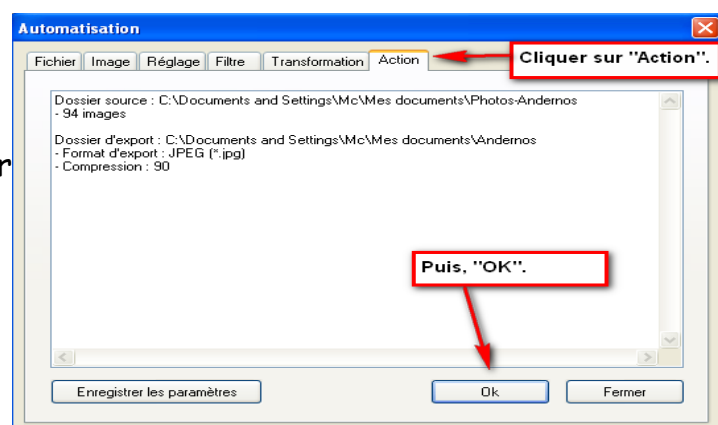 Automatisation
Fichier Image Réglage Filtre Transformation Action
Cliquer sur "Action".
Dossier source : C:\Documents and Settings\Mc\Mes documents\Photos-Andernos
- 94 images
r
Dossier d'export : C:\Documents and Settings\Mc\Mes documents\Andernos
- Format d'export : JPEG (*.jpg)
- Compression : 90
Puis, "OK".
Enregistrer les paramètres Ok Fermer